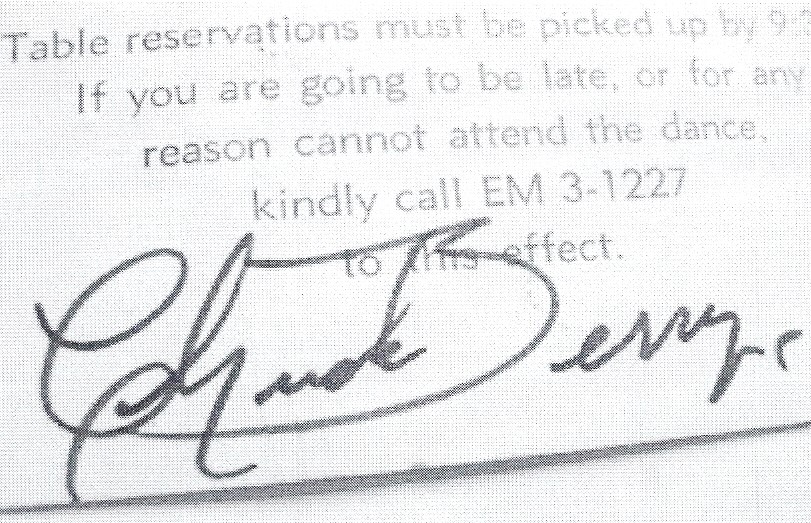 Table reservations must be picked up by 9:
If you are going to be late, or for any
reason cannot attend the dance,
kindly call EM 3-1227
to this effect.
Chuck Berry